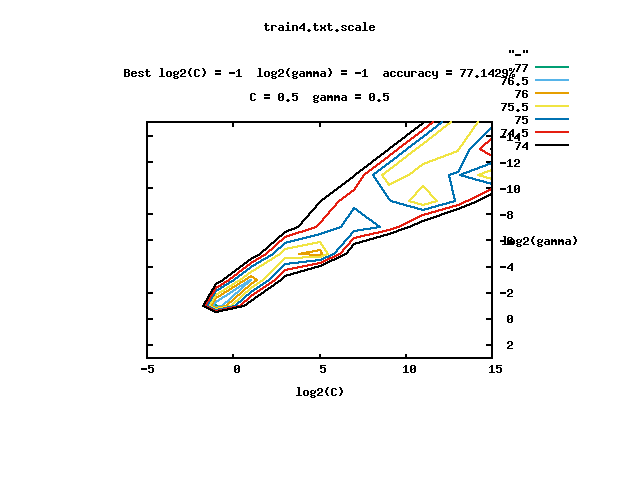 train4.txt.scale
"-"
Best log2(C) = -1 log2(gamma) = -1 accuracy = 77.1429%
77
76.5
C = 0.5 gamma = 0.5
76
75.5
75
74.5
74
-14
-12
-10
-8
-6
log2(gamma)
-4
-2
0
2
-5 0 5 10 15
log2(C)